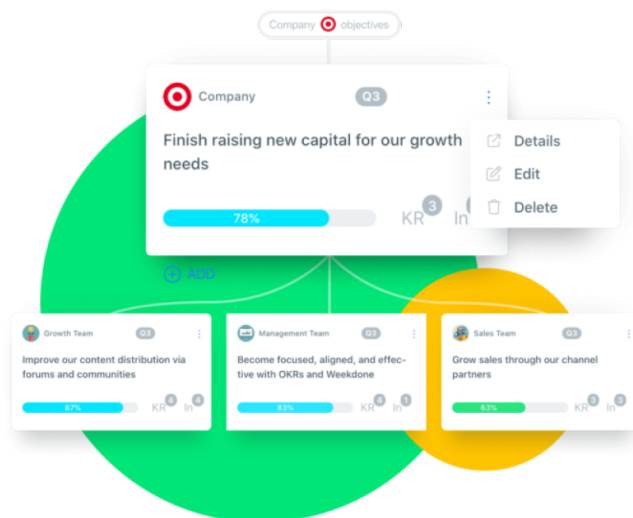 Company objectives
Company Q3
Finish raising new capital for our growth
needs
78% KR 3 In
Details
Edit
Delete
ADD
Growth Team Q3
Improve our content distribution via
forums and communities
87% KR 4 In 4
Management Team Q3
Become focused, aligned, and effec-
tive with OKRs and Weekdone
83% KR 4 In 1
Sales Team Q3
Grow sales through our channel
partners
63% KR 3 In 3